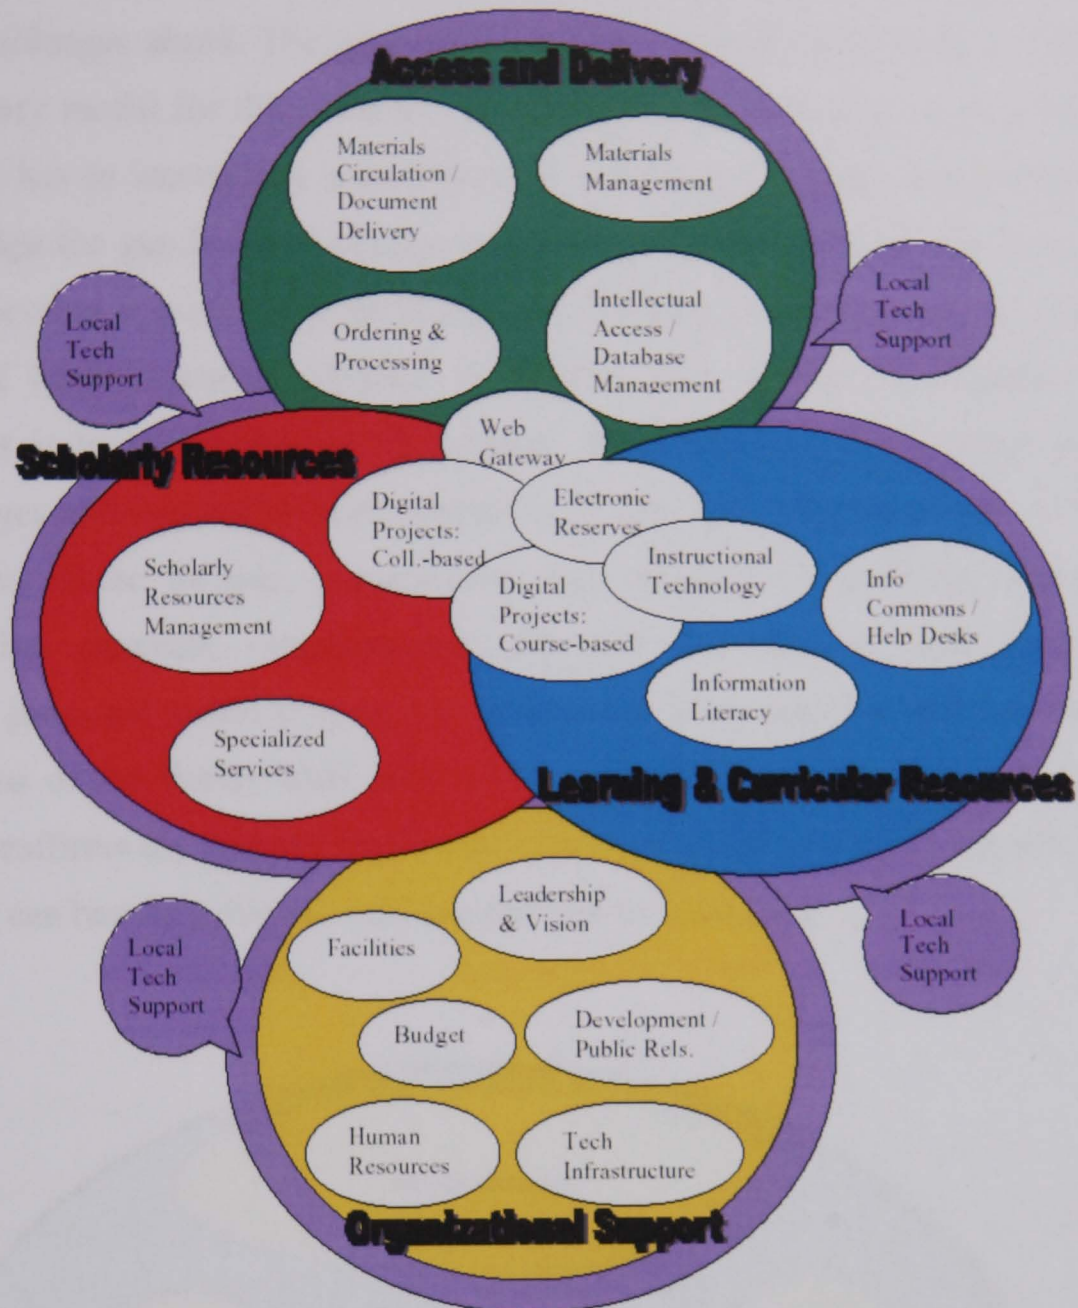 Access and Delivery
Materials
Circulation /
Document
Delivery
Materials
Management
Ordering &
Processing
Intellectual
Access /
Database
Management
Local
Tech
Support
Local
Tech
Support
Web
Gateway
Scholarly Resources
Digital
Projects:
Coll.-based
Electronic
Reserves
Scholarly
Resources
Management
Digital
Projects:
Course-based
Instructional
Technology
Info
Commons /
Help Desks
Information
Literacy
Specialized
Services
Learning & Curricular Resources
Leadership
& Vision
Facilities
Local
Tech
Support
Local
Tech
Support
Budget
Development /
Public Rels.
Human
Resources
Tech
Infrastructure
Organizational Support